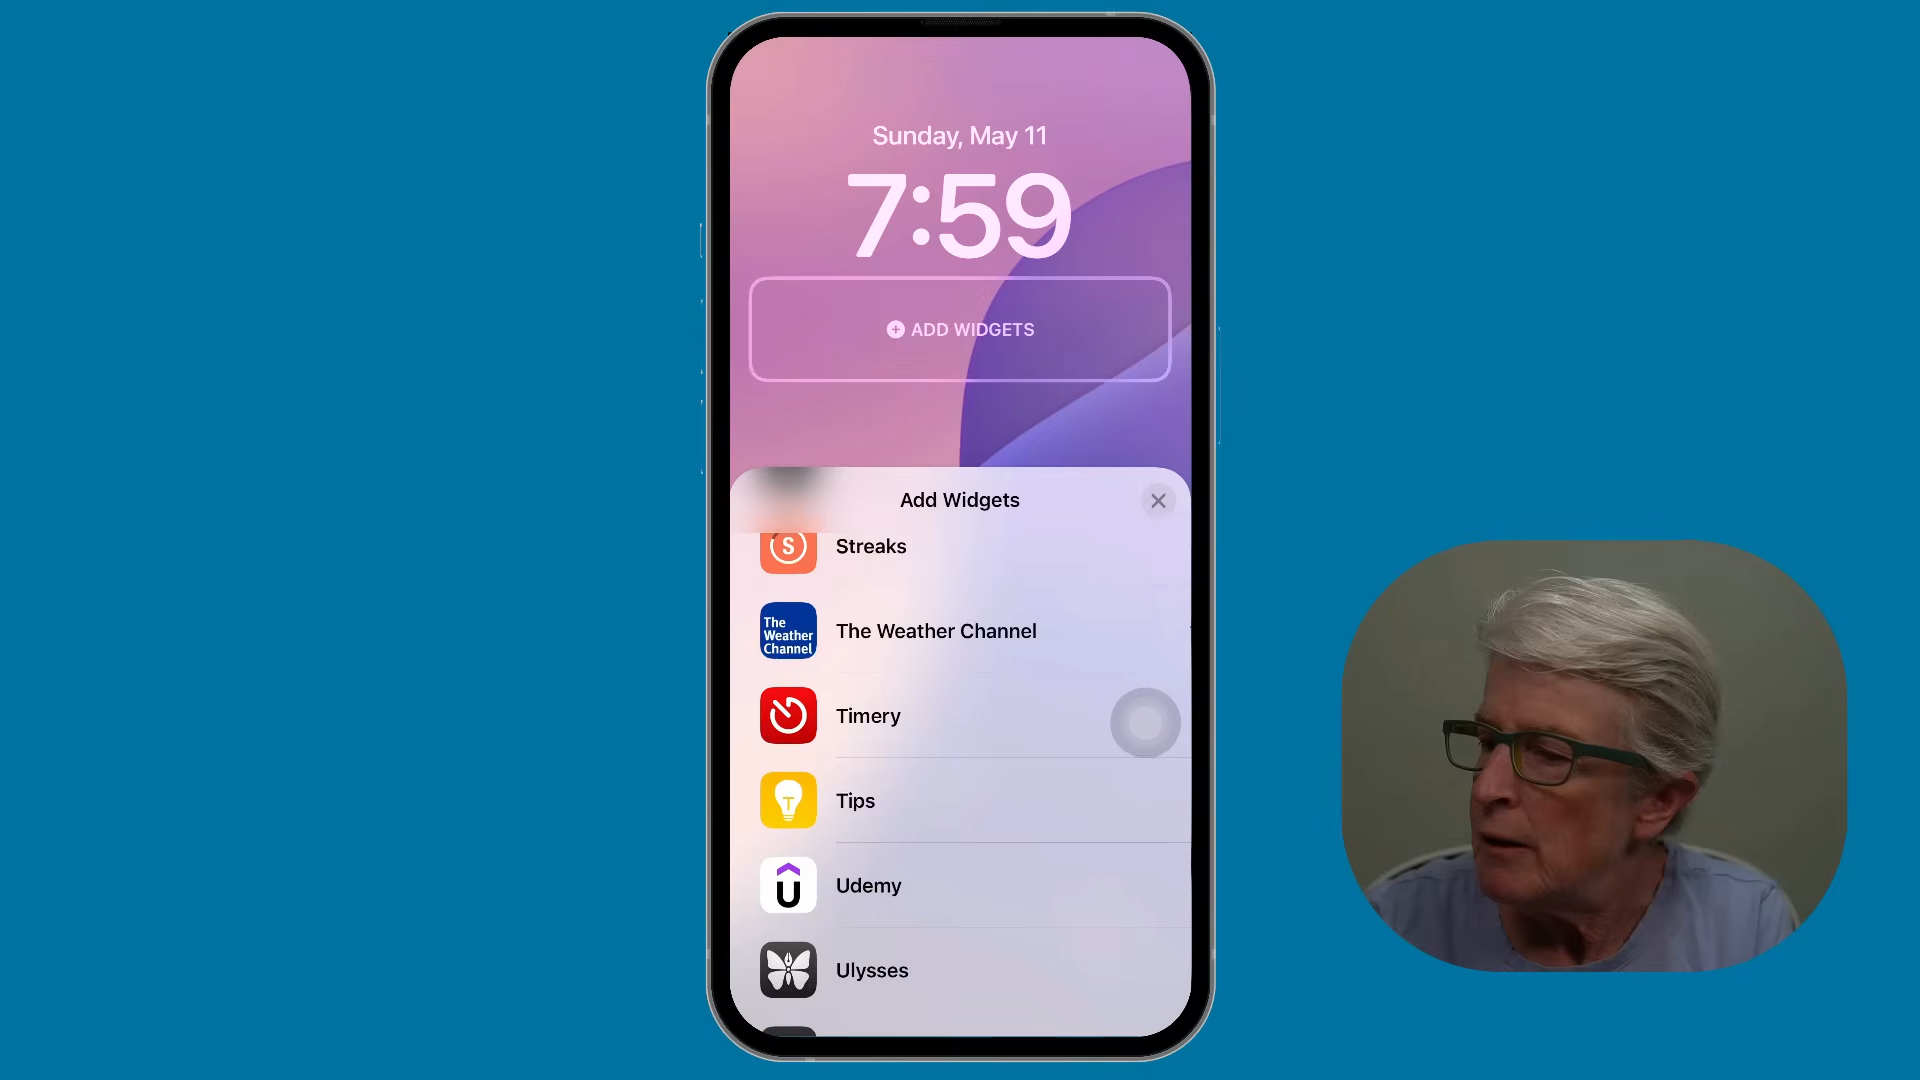 Sunday, May 11
7:59
ADD WIDGETS
Add Widgets
S
Streaks
The
Weather
Channel
The Weather Channel
Timery
T
Tips
U
Udemy
Ulysses